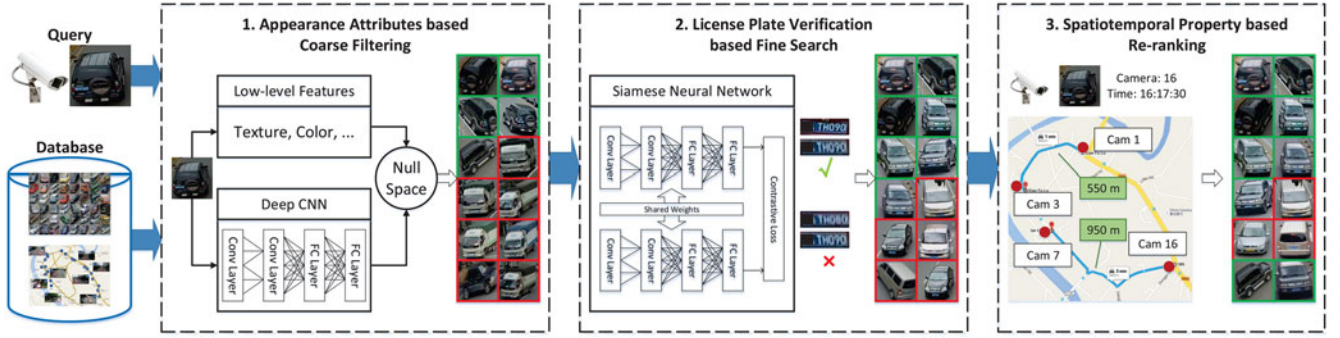 Query
Database
1. Appearance Attributes based
Coarse Filtering
Low-level Features
Texture, Color, ...
Deep CNN
Conv Layer
Conv Layer
FC Layer
FC Layer
Null
Space
2. License Plate Verification
based Fine Search
Siamese Neural Network
Conv Layer
Conv Layer
FC Layer
FC Layer
Shared Weights
Conv Layer
Conv Layer
FC Layer
FC Layer
Contrastive Loss
3. Spatiotemporal Property based
Re-ranking
Camera: 16
Time: 16:17:30
Cam 1
550 m
Cam 3
950 m
Cam 7
Cam 16